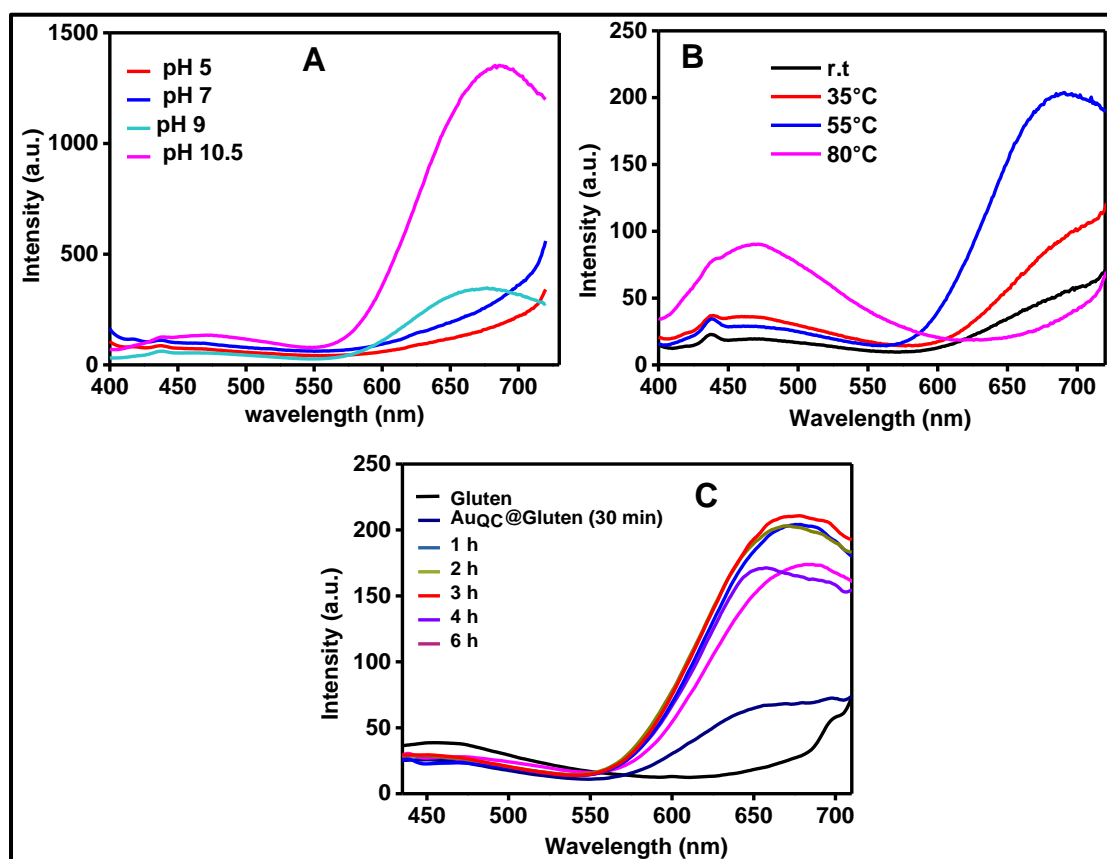 A
pH 5
pH 7
pH 9
pH 10.5
Intensity (a.u.)
1500
1000
500
0
400 450 500 550 600 650 700
wavelength (nm)
B
r.t
35°C
55°C
80°C
Intensity (a.u.)
250
200
150
100
50
0
400 450 500 550 600 650 700
Wavelength (nm)
C
Gluten
AuQC@Gluten (30 min)
1 h
2 h
3 h
4 h
6 h
Intensity (a.u.)
250
200
150
100
50
0
450 500 550 600 650 700
Wavelength (nm)